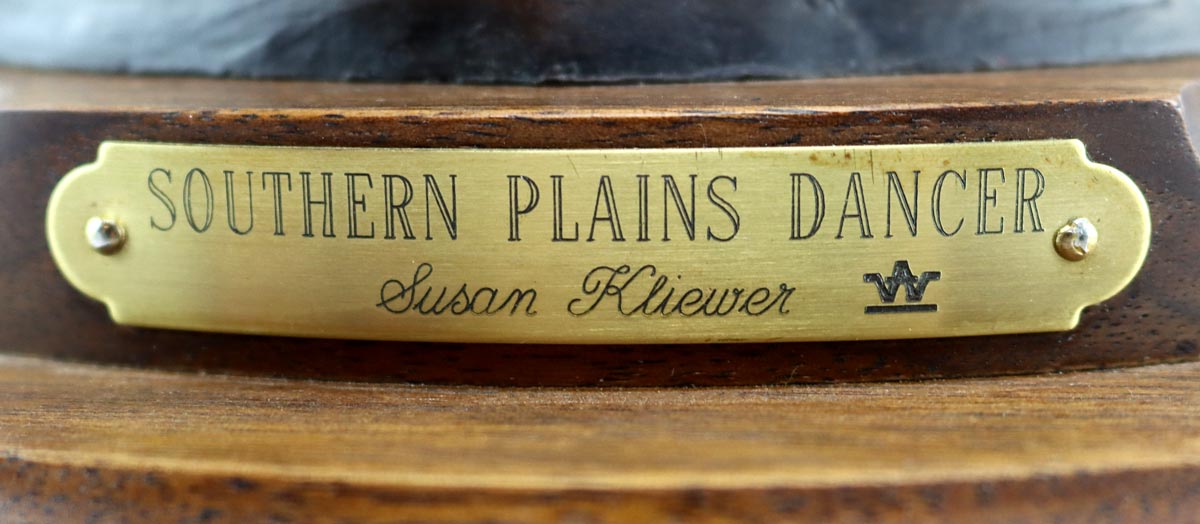 SOUTHERN PLAINS DANCER
Susan Kliewer